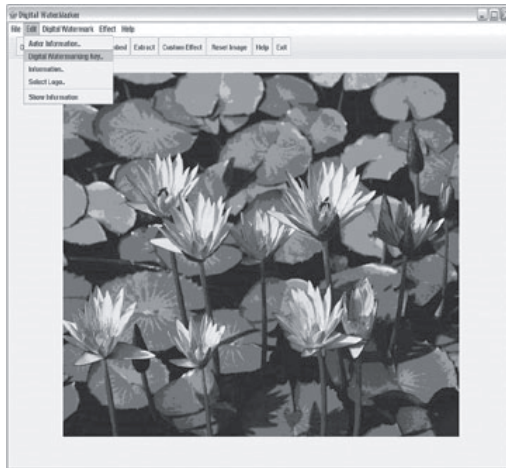 Digital WaterMarker
File Edit Digital Watermark Effect Help
Extract Custom Effect Reset Image Help Exit
Autor Information..
Digital Watermarking Key..
Information..
Select Logo..
Show Information